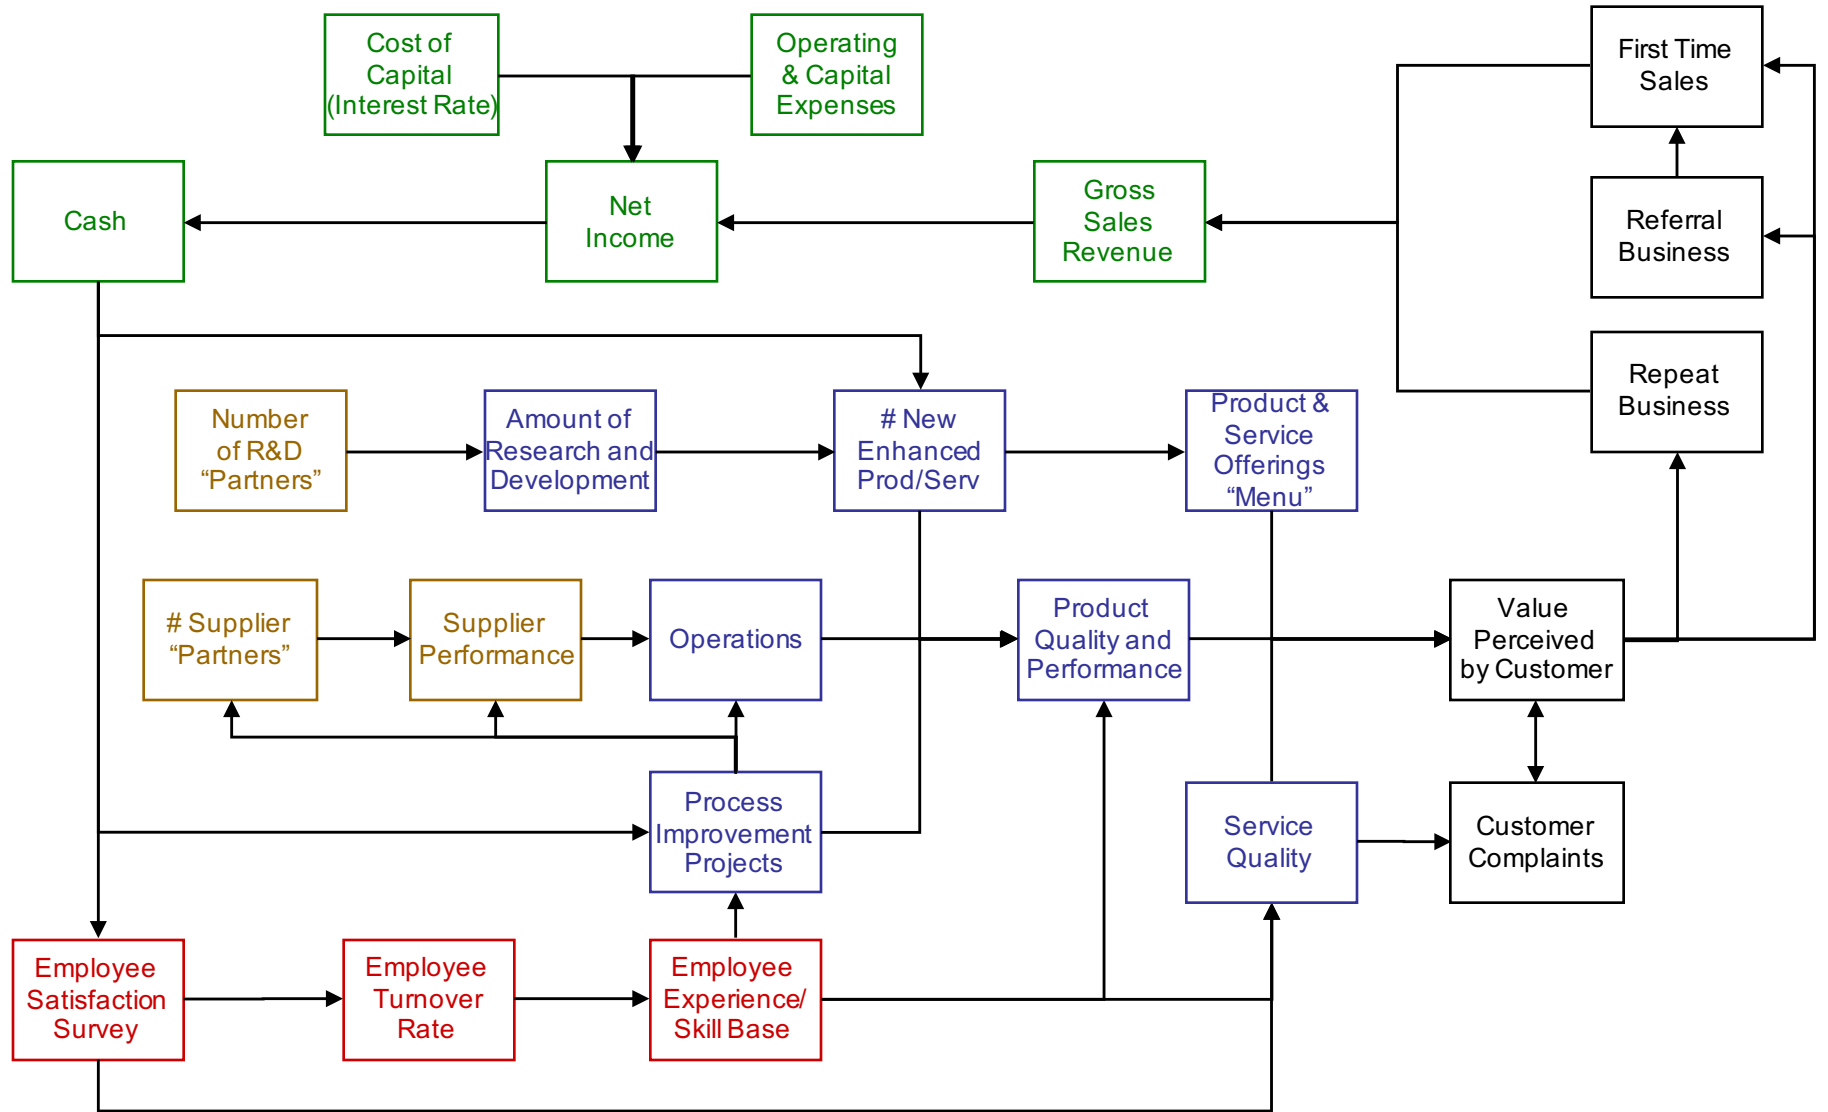 Cost of
Capital
(Interest Rate)
Operating
& Capital
Expenses
First Time
Sales
Cash
Net
Income
Gross
Sales
Revenue
Referral
Business
Repeat
Business
Number
of R&D
“Partners”
Amount of
Research and
Development
# New
Enhanced
Prod/Serv
Product &
Service
Offerings
“Menu”
# Supplier
“Partners”
Supplier
Performance
Operations
Product
Quality and
Performance
Value
Perceived
by Customer
Process
Improvement
Projects
Service
Quality
Customer
Complaints
Employee
Satisfaction
Survey
Employee
Turnover
Rate
Employee
Experience/
Skill Base